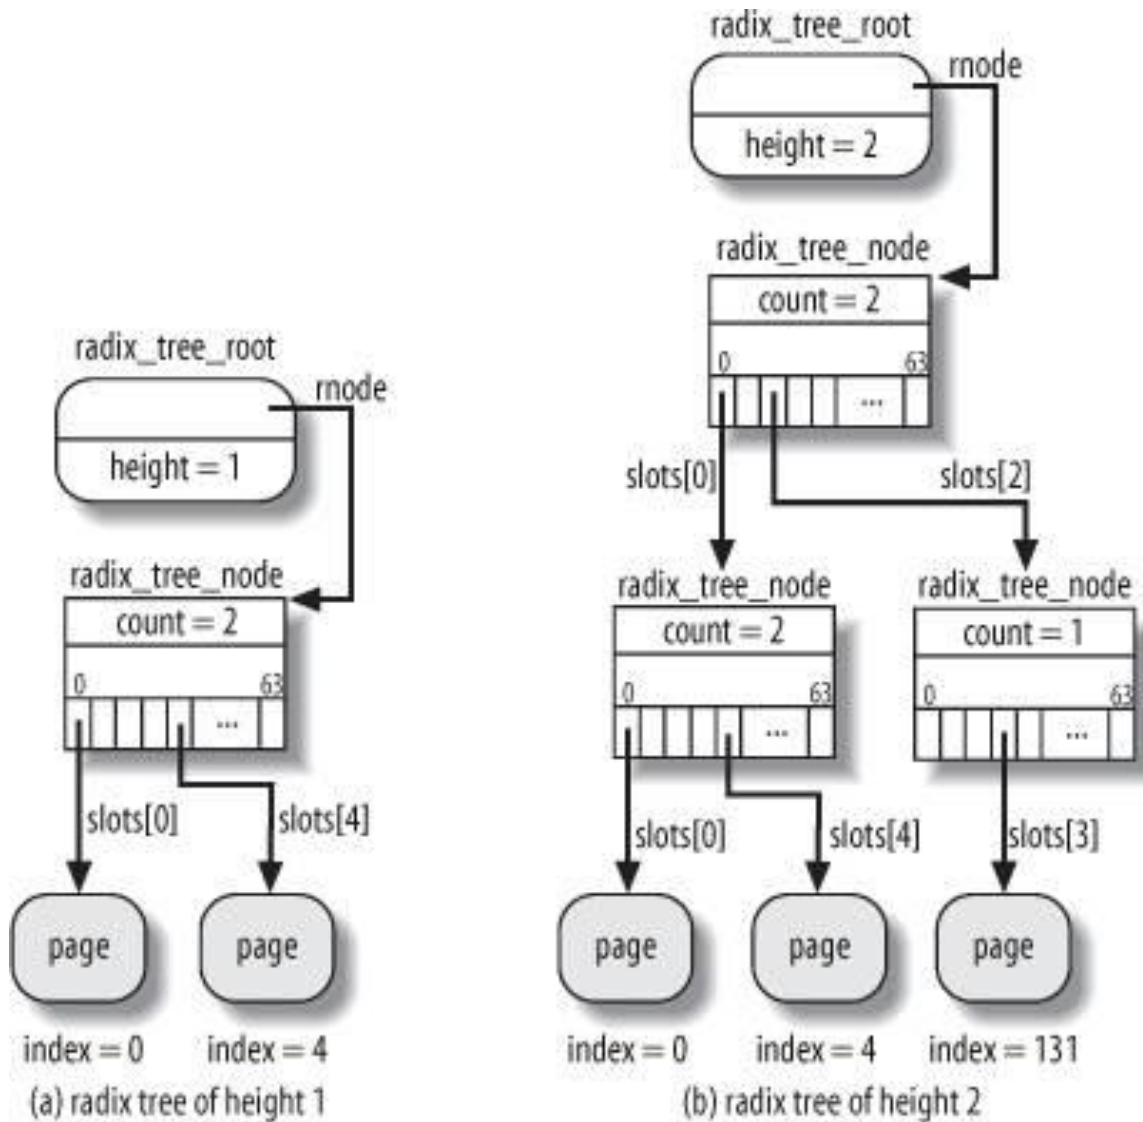 radix_tree_root
rnode
height = 1
radix_tree_node
count = 2
0 63
...
slots[0] slots[4]
page page
index = 0 index = 4
(a) radix tree of height 1
radix_tree_root
rnode
height = 2
radix_tree_node
count = 2
0 63
...
slots[0] slots[2]
radix_tree_node radix_tree_node
count = 2 count = 1
0 63 0 63
... ...
slots[0] slots[4] slots[3]
page page page
index = 0 index = 4 index = 131
(b) radix tree of height 2